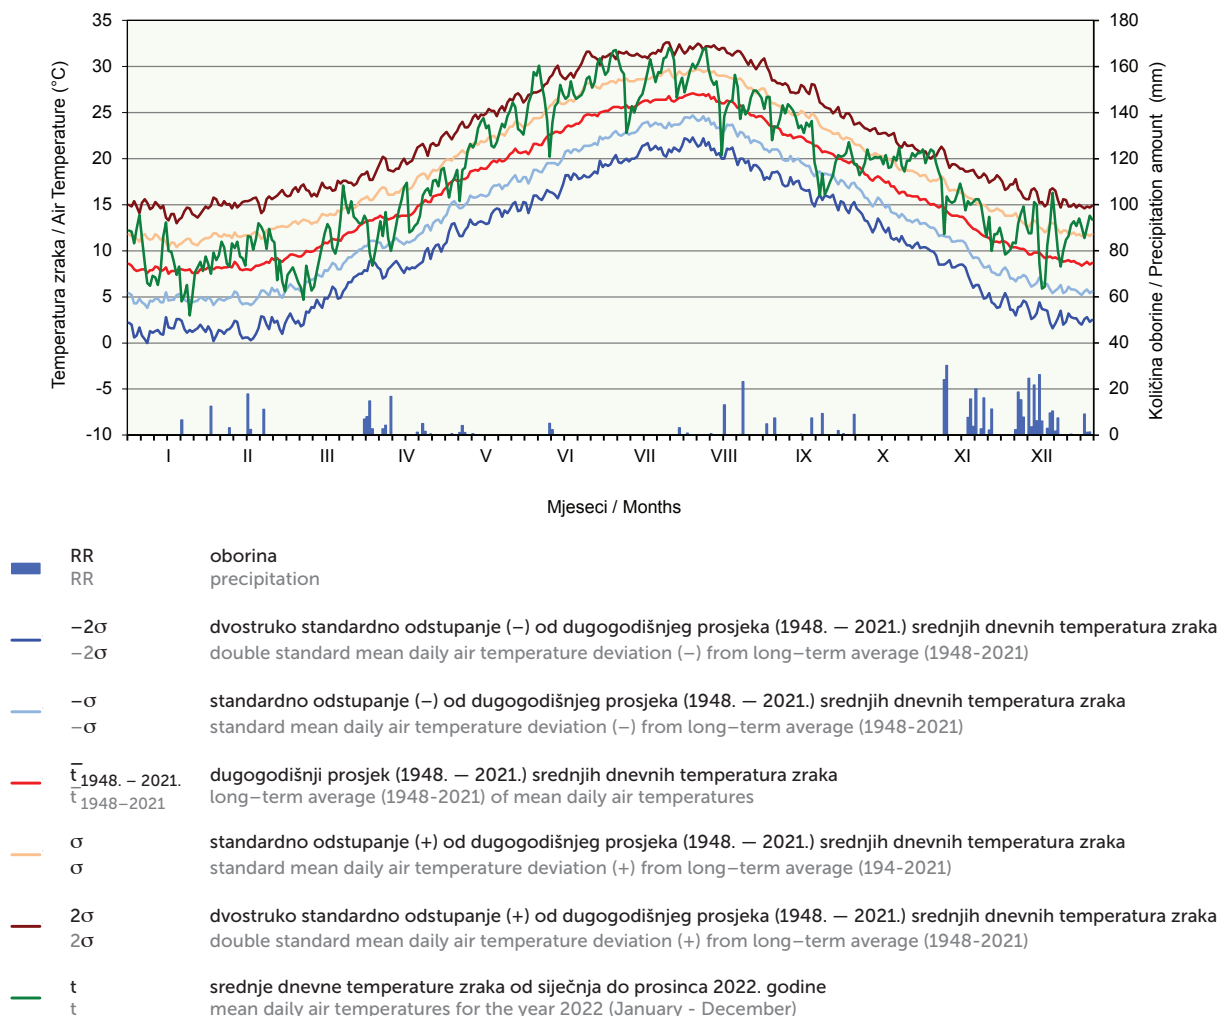 Temperatura zraka / Air Temperature (°C)
35
30
25
20
15
10
5
0
-5
-10
180
160
140
120
100
80
60
40
20
0
Količina oborine / Precipitation amount (mm)
I II III IV V VI VII VIII IX X XI XII
Mjeseci / Months
RR oborina
RR precipitation
−2σ dvostruko standardno odstupanje (−) od dugogodišnjeg prosjeka (1948. — 2021.) srednjih dnevnih temperatura zraka
−2σ double standard mean daily air temperature deviation (−) from long–term average (1948-2021)
−σ standardno odstupanje (−) od dugogodišnjeg prosjeka (1948. — 2021.) srednjih dnevnih temperatura zraka
−σ standard mean daily air temperature deviation (−) from long–term average (1948-2021)
t̅ 1948. – 2021. dugogodišnji prosjek (1948. — 2021.) srednjih dnevnih temperatura zraka
t̅ 1948–2021 long–term average (1948-2021) of mean daily air temperatures
σ standardno odstupanje (+) od dugogodišnjeg prosjeka (1948. — 2021.) srednjih dnevnih temperatura zraka
σ standard mean daily air temperature deviation (+) from long–term average (194-2021)
2σ dvostruko standardno odstupanje (+) od dugogodišnjeg prosjeka (1948. — 2021.) srednjih dnevnih temperatura zraka
2σ double standard mean daily air temperature deviation (+) from long–term average (1948-2021)
t srednje dnevne temperature zraka od siječnja do prosinca 2022. godine
t mean daily air temperatures for the year 2022 (January - December)